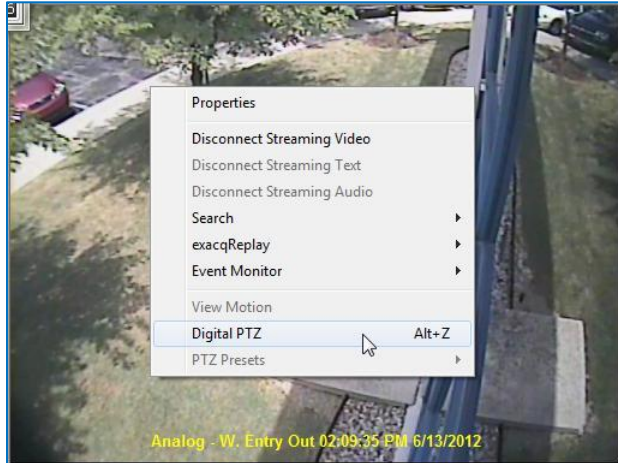 Properties
Disconnect Streaming Video
Disconnect Streaming Text
Disconnect Streaming Audio
Search
exacqReplay
Event Monitor
View Motion
Digital PTZ Alt+Z
PTZ Presets
Analog - W. Entry Out 02:09:35 PM 6/13/2012